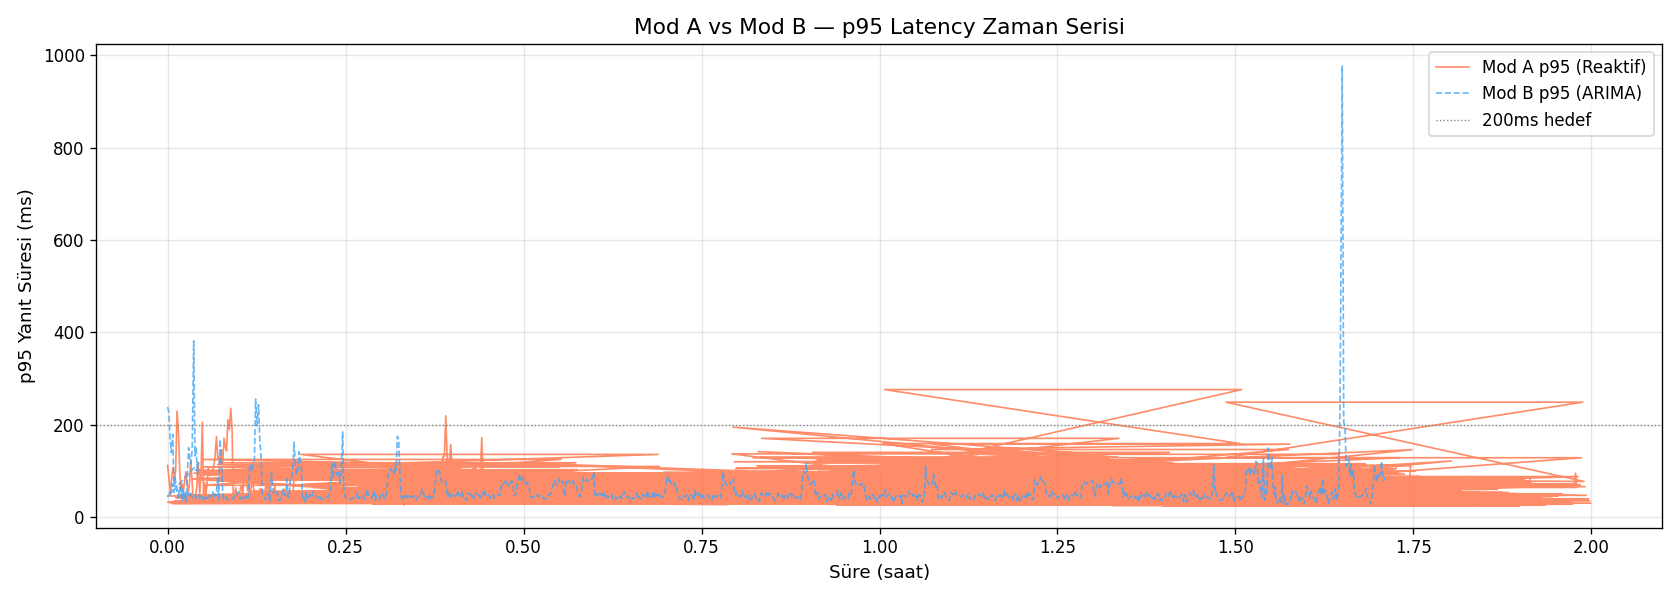 Mod A vs Mod B — p95 Latency Zaman Serisi
p95 Yanıt Süresi (ms)
1000
800
600
400
200
0
Mod A p95 (Reaktif)
Mod B p95 (ARIMA)
200ms hedef
0.00 0.25 0.50 0.75 1.00 1.25 1.50 1.75 2.00
Süre (saat)